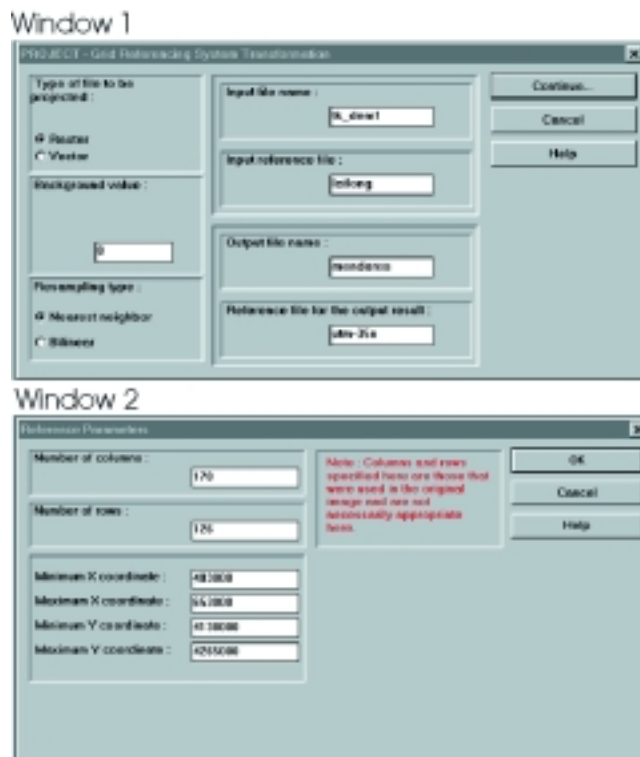 Window 1
PROJECT - Grid Referencing System Transformation
Type of file to be
projected :
Raster
Vector
Background value :
0
Resampling type :
Nearest neighbor
Bilinear
Input file name :
Input reference file :
latlong
Output file name :
menderes
Reference file for the output result :
Continue...
Cancel
Help
Window 2
Reference Parameters
Number of columns :
170
Number of rows :
126
Minimum X coordinate :
Maximum X coordinate :
Minimum Y coordinate :
Maximum Y coordinate :
4265000
Note : Columns and rows
specified here are those that
were used in the original
image and are not
necessarily appropriate
here.
OK
Cancel
Help